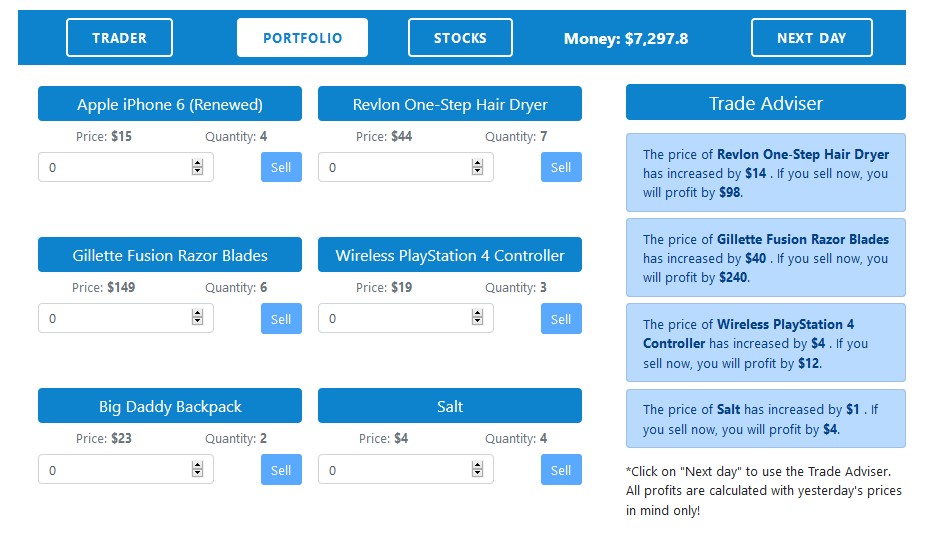 TRADER PORTFOLIO STOCKS Money: $7,297.8 NEXT DAY
Apple iPhone 6 (Renewed)
Price: $15 Quantity: 4
0 Sell
Revlon One-Step Hair Dryer
Price: $44 Quantity: 7
0 Sell
Gillette Fusion Razor Blades
Price: $149 Quantity: 6
0 Sell
Wireless PlayStation 4 Controller
Price: $19 Quantity: 3
0 Sell
Big Daddy Backpack
Price: $23 Quantity: 2
0 Sell
Salt
Price: $4 Quantity: 4
0 Sell
Trade Adviser
The price of Revlon One-Step Hair Dryer
has increased by $14 . If you sell now, you
will profit by $98.
The price of Gillette Fusion Razor Blades
has increased by $40 . If you sell now, you
will profit by $240.
The price of Wireless PlayStation 4
Controller has increased by $4 . If you
sell now, you will profit by $12.
The price of Salt has increased by $1 . If
you sell now, you will profit by $4.
*Click on "Next day" to use the Trade Adviser.
All profits are calculated with yesterday's prices
in mind only!